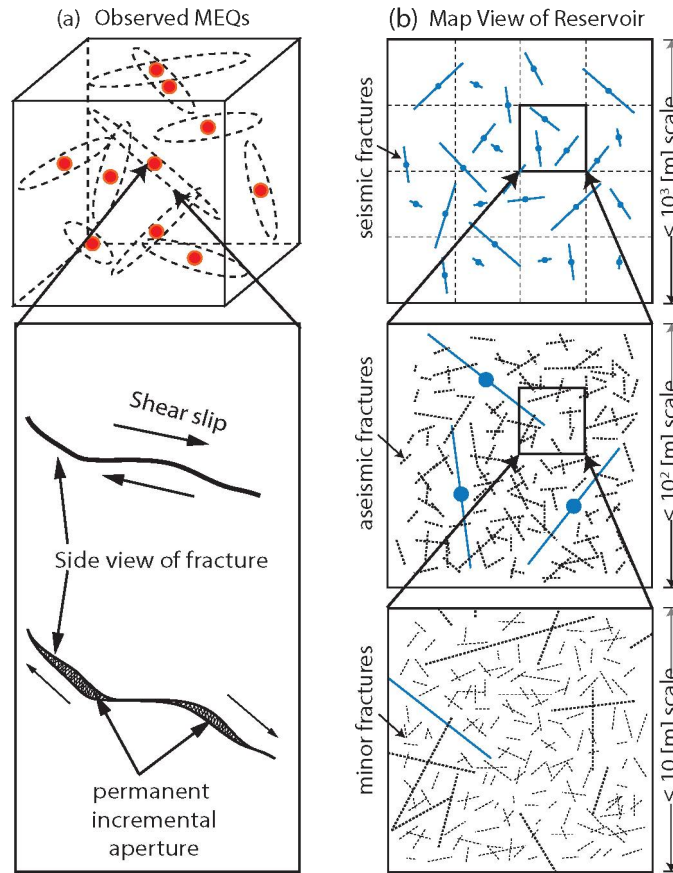 (a) Observed MEQs
Shear slip
Side view of fracture
permanent
incremental
aperture
(b) Map View of Reservoir
seismic fractures
< 10³ [m] scale
aseismic fractures
< 10² [m] scale
minor fractures
< 10 [m] scale